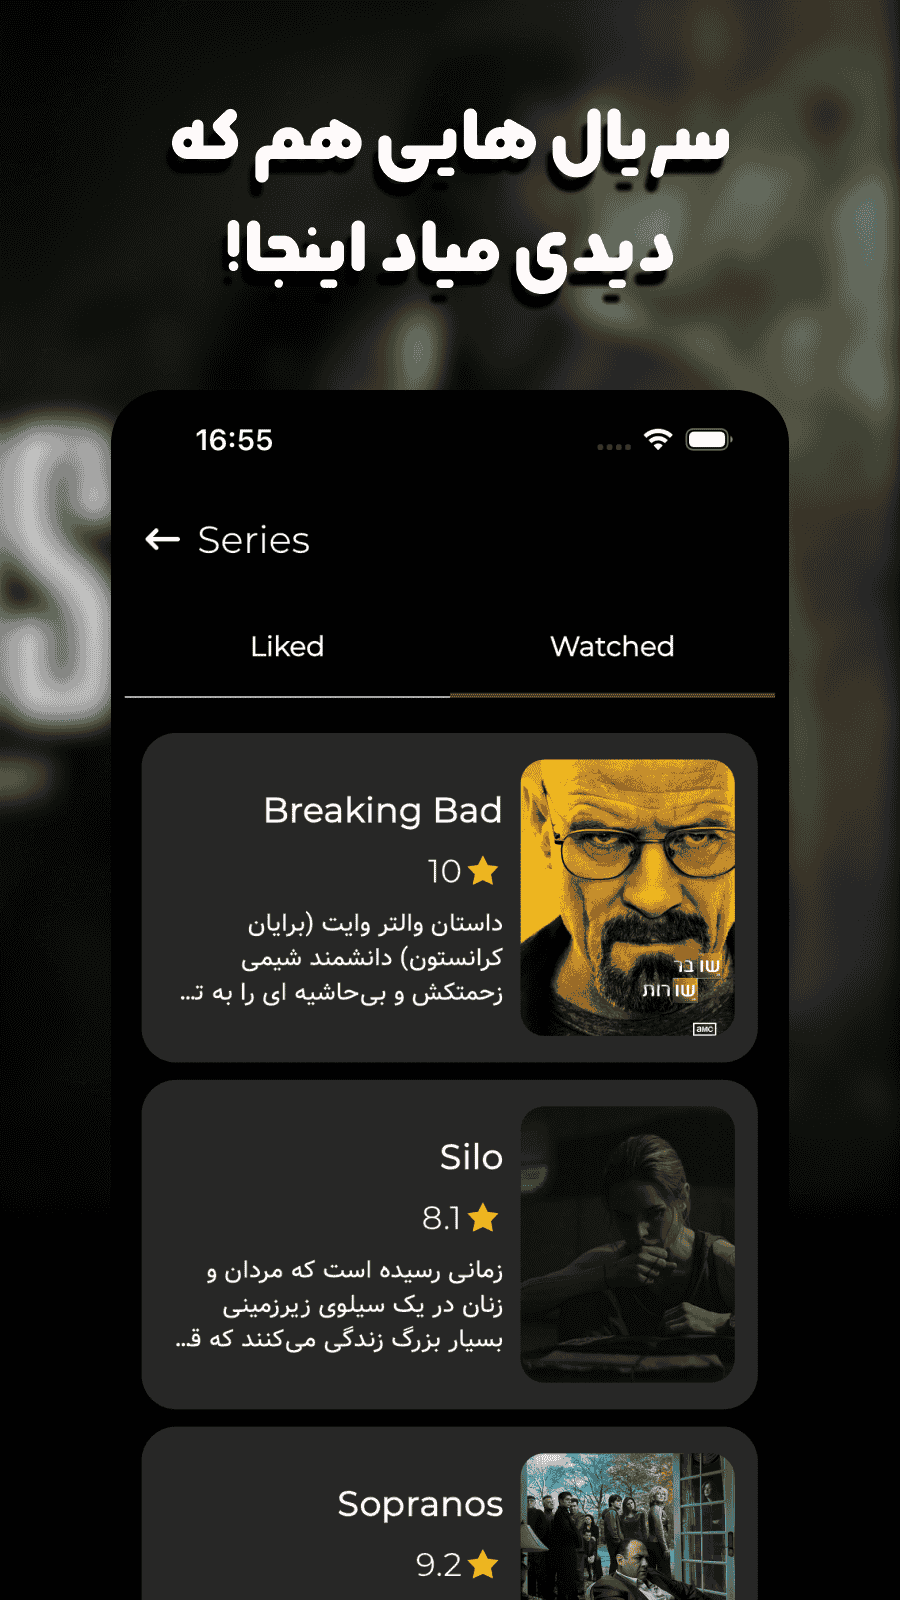 سریال هایی هم که
دیدی میاد اینجا!
S
16:55
← Series
Liked
Watched
Breaking Bad
10
داستان والتر وایت (برایان
کرانستون) دانشمند شیمی
زحمتکش و بی‌حاشیه ای را به تـ...
שובר
שורות
aMC
Silo
8.1
زمانی رسیده است که مردان و
زنان در یک سیلوی زیرزمینی
بسیار بزرگ زندگی می‌کنند که قـ...
Sopranos
9.2